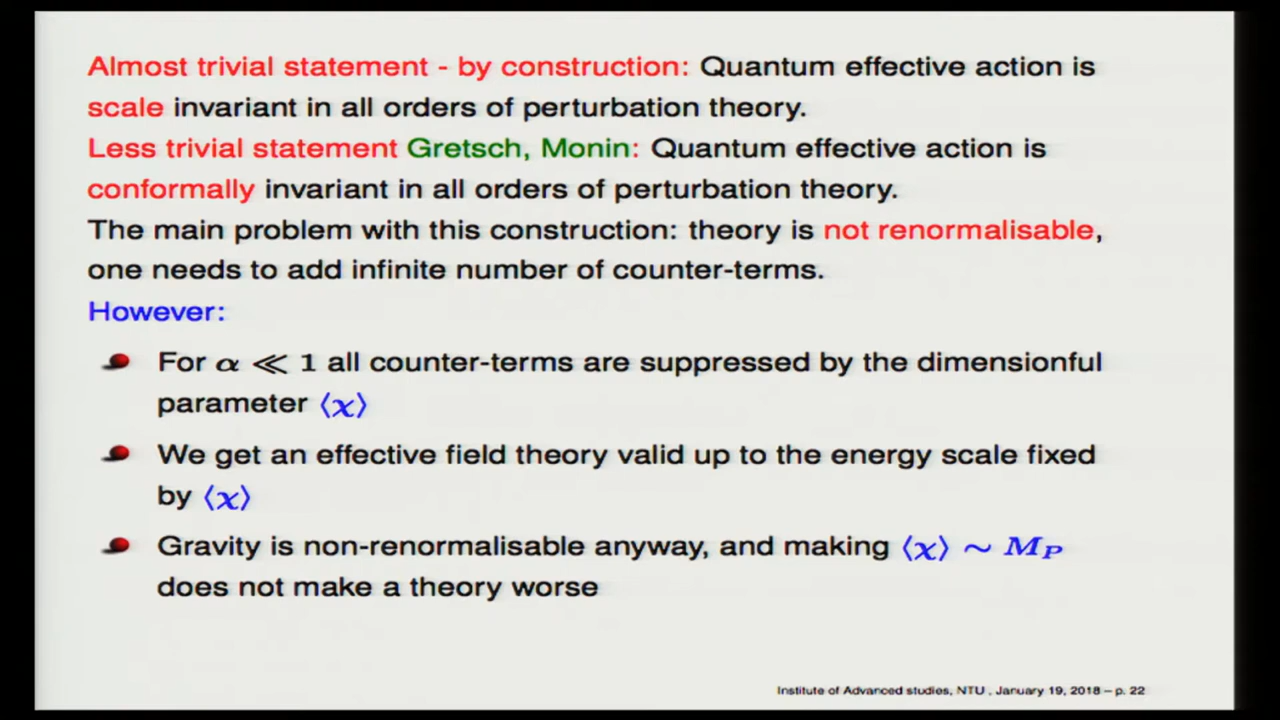 Almost trivial statement - by construction: Quantum effective action is
scale invariant in all orders of perturbation theory.
Less trivial statement Gretsch, Monin: Quantum effective action is
conformally invariant in all orders of perturbation theory.
The main problem with this construction: theory is not renormalisable,
one needs to add infinite number of counter-terms.
However:
For α ≪ 1 all counter-terms are suppressed by the dimensionful
parameter ⟨χ⟩
We get an effective field theory valid up to the energy scale fixed
by ⟨χ⟩
Gravity is non-renormalisable anyway, and making ⟨χ⟩ ∼ M_P
does not make a theory worse
Institute of Advanced studies, NTU , January 19, 2018 – p. 22